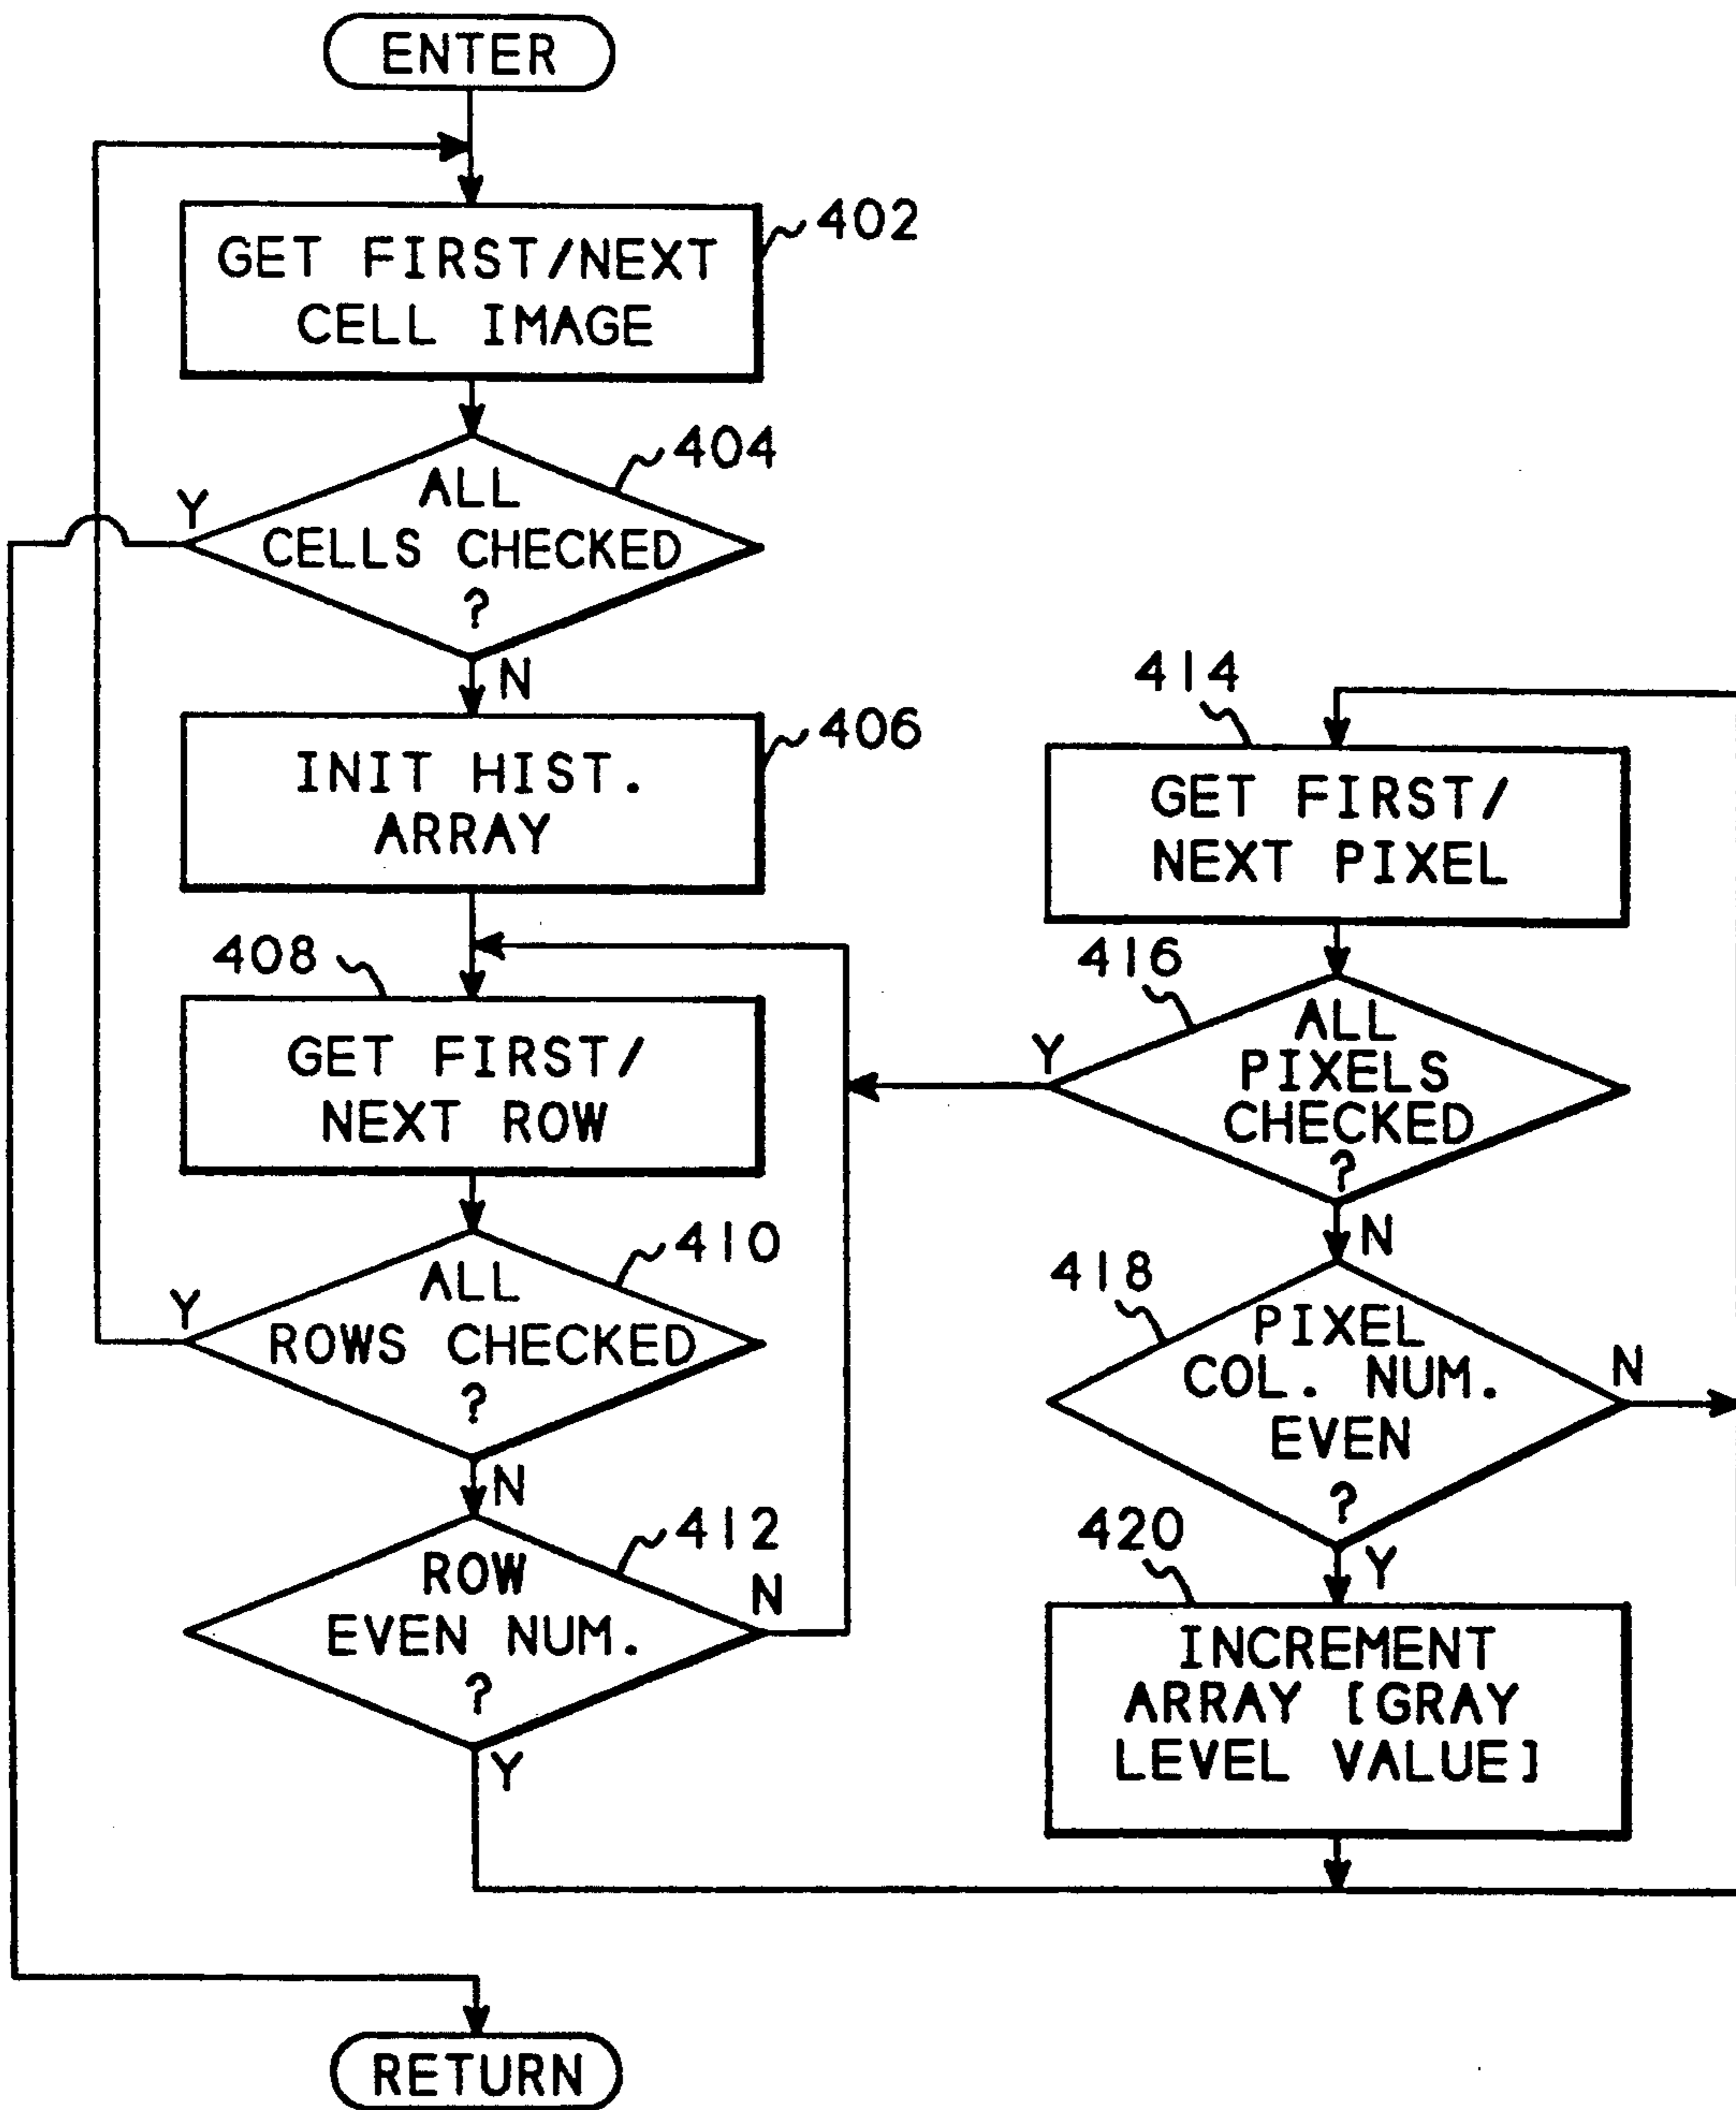 ENTER
GET FIRST/NEXT
CELL IMAGE
402
ALL
CELLS CHECKED
?
404
Y
N
INIT HIST.
ARRAY
406
408
GET FIRST/
NEXT ROW
ALL
ROWS CHECKED
?
410
Y
N
ROW
EVEN NUM.
?
412
N
Y
414
GET FIRST/
NEXT PIXEL
416
ALL
PIXELS
CHECKED
?
Y
N
418
PIXEL
COL. NUM.
EVEN
?
N
Y
420
INCREMENT
ARRAY [GRAY
LEVEL VALUE]
RETURN